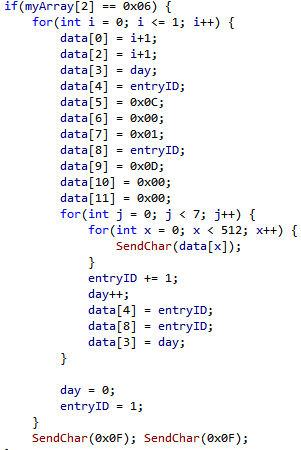 if(myArray[2] == 0x06) {
for(int i = 0; i <= 1; i++) {
data[0] = i+1;
data[2] = i+1;
data[3] = day;
data[4] = entryID;
data[5] = 0x0C;
data[6] = 0x00;
data[7] = 0x01;
data[8] = entryID;
data[9] = 0x0D;
data[10] = 0x00;
data[11] = 0x00;
for(int j = 0; j < 7; j++) {
for(int x = 0; x < 512; x++) {
SendChar(data[x]);
}
entryID += 1;
day++;
data[4] = entryID;
data[8] = entryID;
data[3] = day;
}
day = 0;
entryID = 1;
}
SendChar(0x0F); SendChar(0x0F);